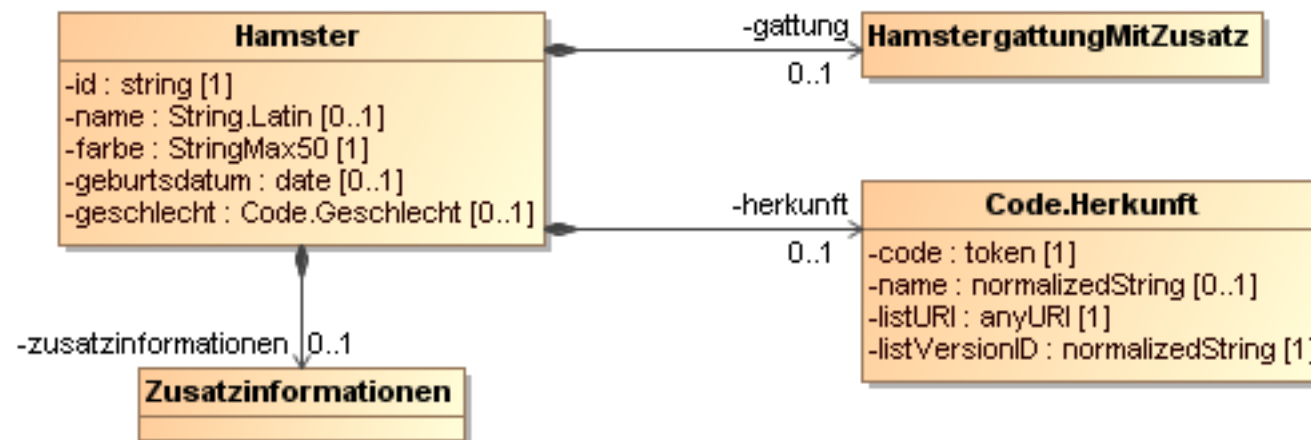 Hamster
-id : string [1]
-name : String.Latin [0..1]
-farbe : StringMax50 [1]
-geburtsdatum : date [0..1]
-geschlecht : Code.Geschlecht [0..1]
-gattung
0..1
HamstergattungMitZusatz
-herkunft
0..1
Code.Herkunft
-code : token [1]
-name : normalizedString [0..1]
-listURI : anyURI [1]
-listVersionID : normalizedString [1]
-zusatzinformationen
0..1
Zusatzinformationen